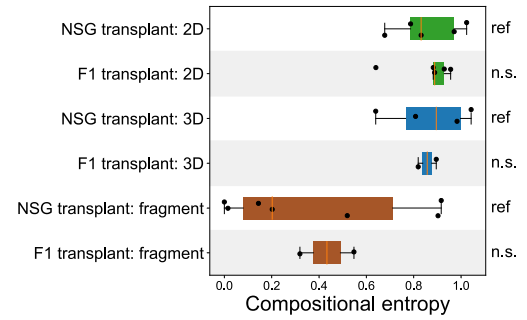 NSG transplant: 2D ref
F1 transplant: 2D n.s.
NSG transplant: 3D ref
F1 transplant: 3D n.s.
NSG transplant: fragment ref
F1 transplant: fragment n.s.
0.0 0.2 0.4 0.6 0.8 1.0
Compositional entropy